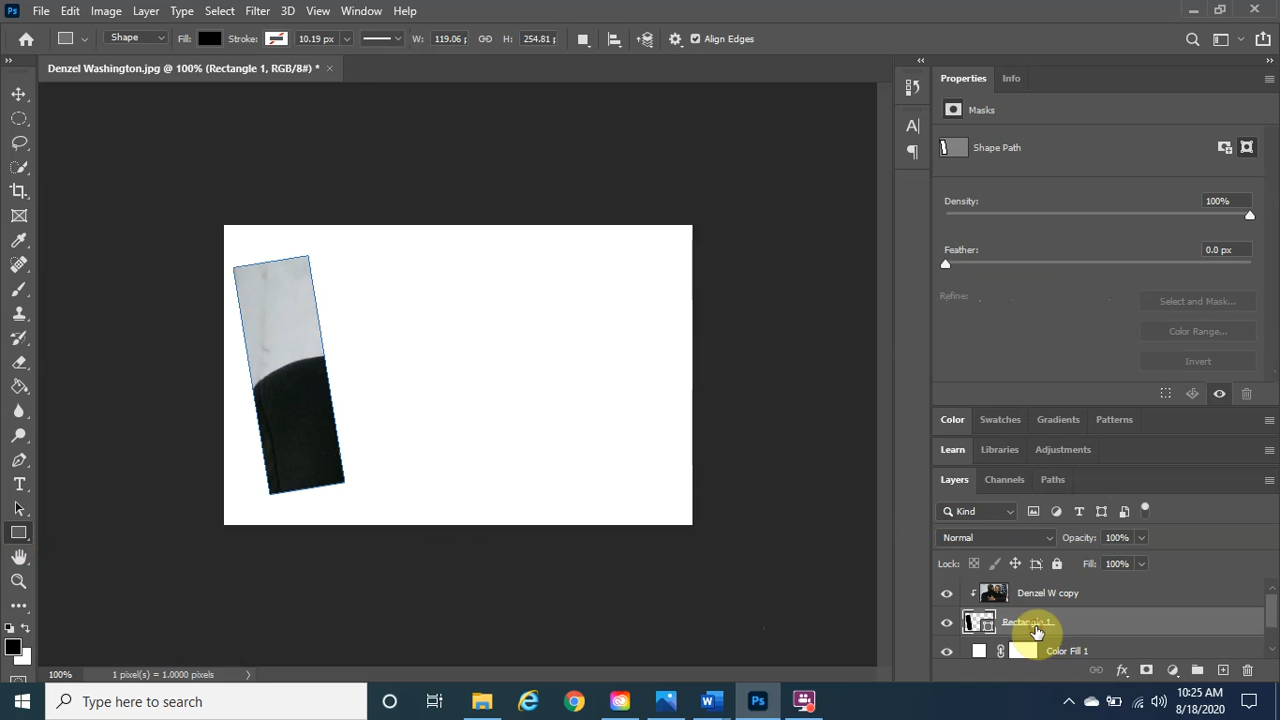 Ps File Edit Image Layer Type Select Filter 3D View Window Help
Shape Fill: Stroke: 10.19 px W: 119.06 p H: 254.81 p Align Edges
Denzel Washington.jpg @ 100% (Rectangle 1, RGB/8#) * ×
Properties Info
Masks
Shape Path
Density: 100%
Feather: 0.0 px
Refine: Select and Mask...
Color Range...
Invert
Color Swatches Gradients Patterns
Learn Libraries Adjustments
Layers Channels Paths
Kind
Normal Opacity: 100%
Lock: Fill: 100%
Denzel W copy
Rectangle 1
Color Fill 1
100% 1 pixel(s) = 1.0000 pixels
Type here to search
10:25 AM
8/18/2020